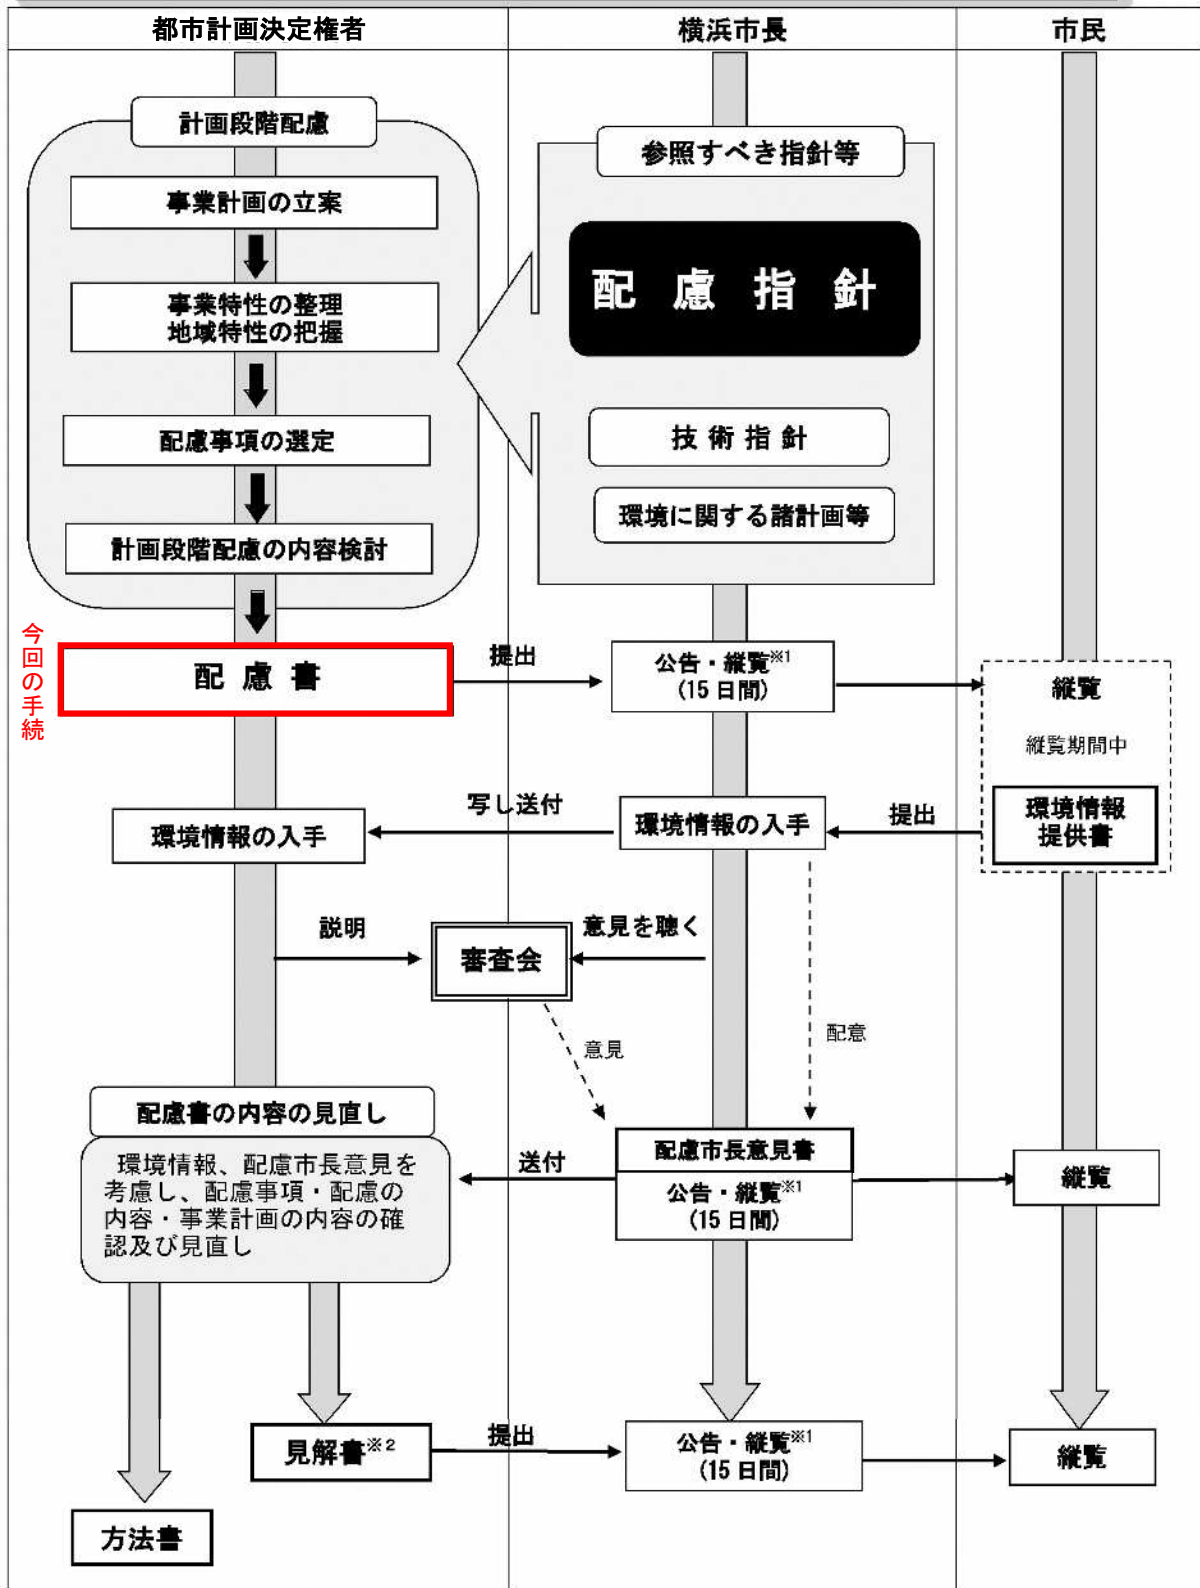 都市計画決定権者
横浜市長
市民
計画段階配慮
事業計画の立案
事業特性の整理
地域特性の把握
配慮事項の選定
計画段階配慮の内容検討
参照すべき指針等
配慮指針
技術指針
環境に関する諸計画等
今回の手続
配慮書
提出
公告・縦覧※1
(15日間)
縦覧
縦覧期間中
環境情報
提供書
提出
環境情報の入手
写し送付
環境情報の入手
説明
審査会
意見を聴く
意見
配意
配慮書の内容の見直し
環境情報、配慮市長意見を
考慮し、配慮事項・配慮の
内容・事業計画の内容の確
認及び見直し
送付
配慮市長意見書
公告・縦覧※1
(15日間)
縦覧
見解書※2
提出
公告・縦覧※1
(15日間)
縦覧
方法書